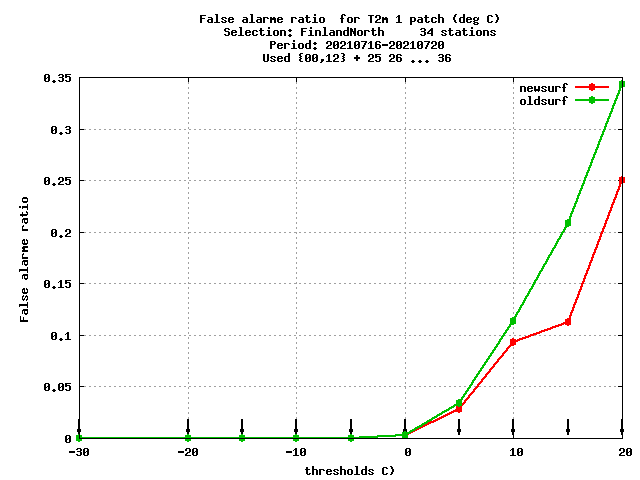 False alarme ratio  for T2m 1 patch (deg C)
Selection: FinlandNorth     34 stations
Period: 20210716-20210720
Used {00,12} + 25 26 ... 36
newsurf
oldsurf
0.35
0.3
0.25
0.2
0.15
0.1
0.05
0
False alarme ratio
-30
-20
-10
0
10
20
thresholds C)